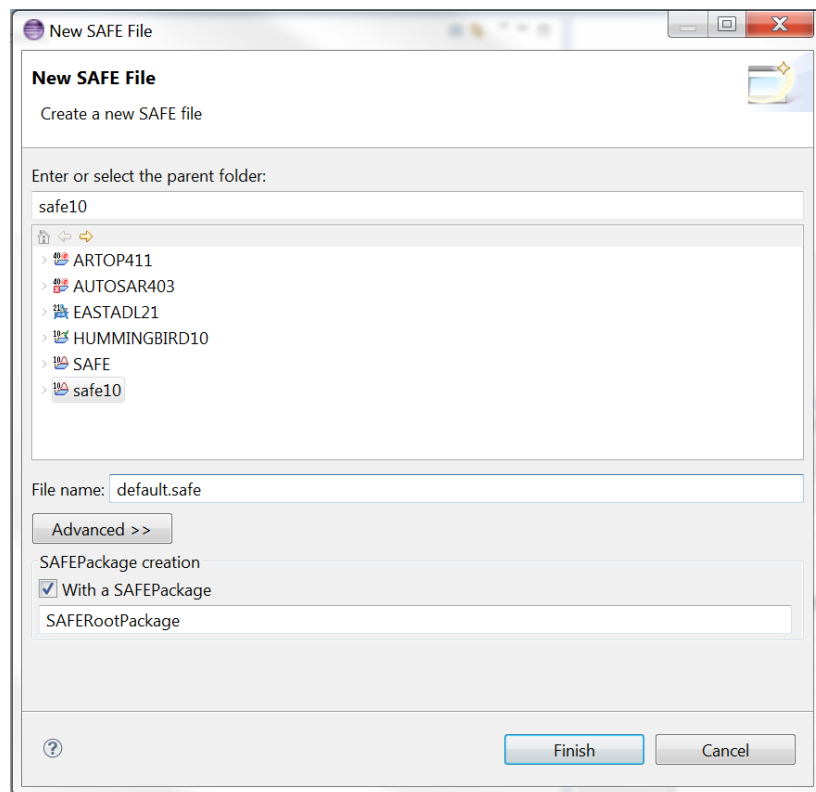 New SAFE File
New SAFE File
Create a new SAFE file
Enter or select the parent folder:
safe10
ARTOP411
AUTOSAR403
EASTADL21
HUMMINGBIRD10
SAFE
safe10
File name: default.safe
Advanced >>
SAFEPackage creation
With a SAFEPackage
SAFERootPackage
Finish Cancel